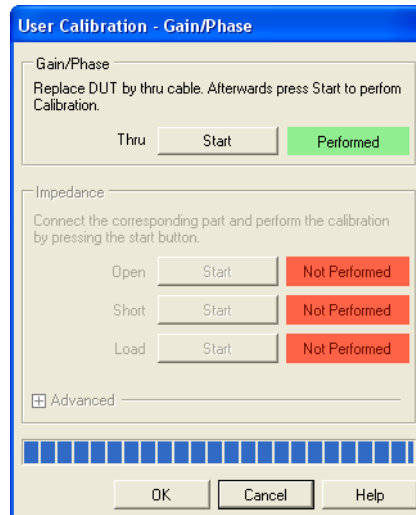 User Calibration - Gain/Phase
Gain/Phase
Replace DUT by thru cable. Afterwards press Start to perfom
Calibration.
Thru Start Performed
Impedance
Connect the corresponding part and perform the calibration
by pressing the start button.
Open Start Not Performed
Short Start Not Performed
Load Start Not Performed
Advanced
OK Cancel Help